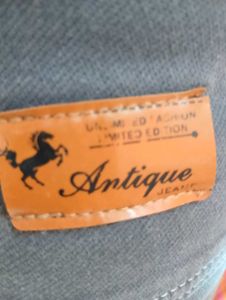 UNLIMITED FASHION
LIMITED EDITION
Antique
JEANS